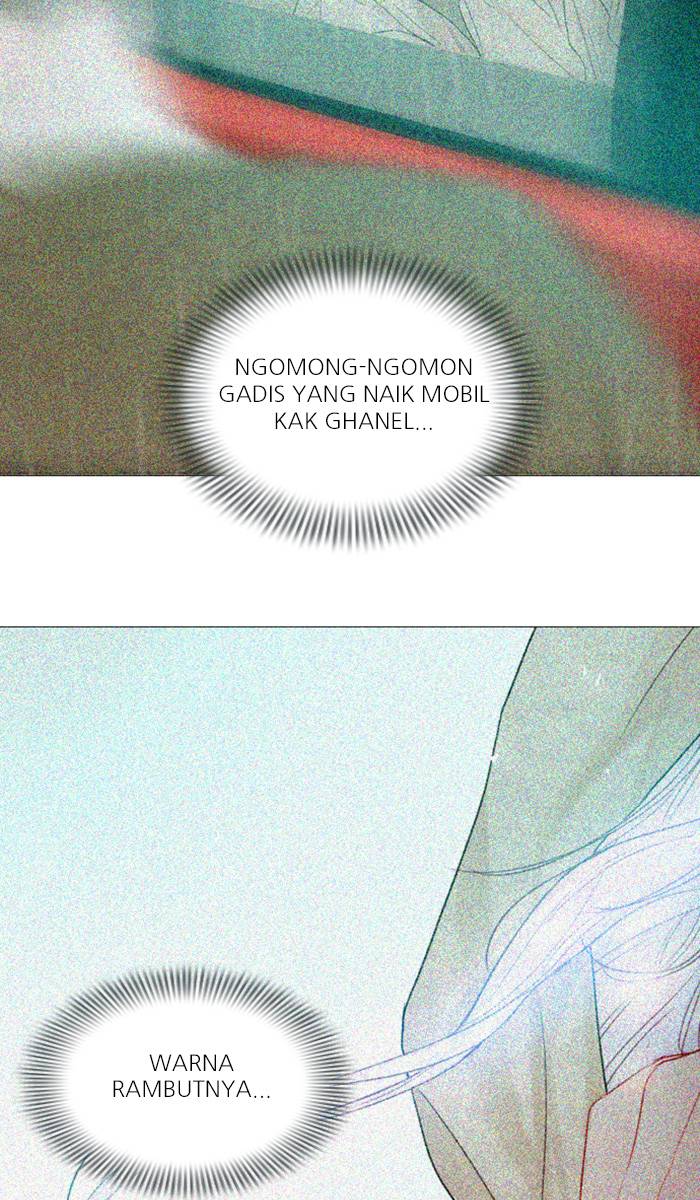 NGOMONG-NGOMON
GADIS YANG NAIK MOBIL
KAK GHANEL...
WARNA
RAMBUTNYA...